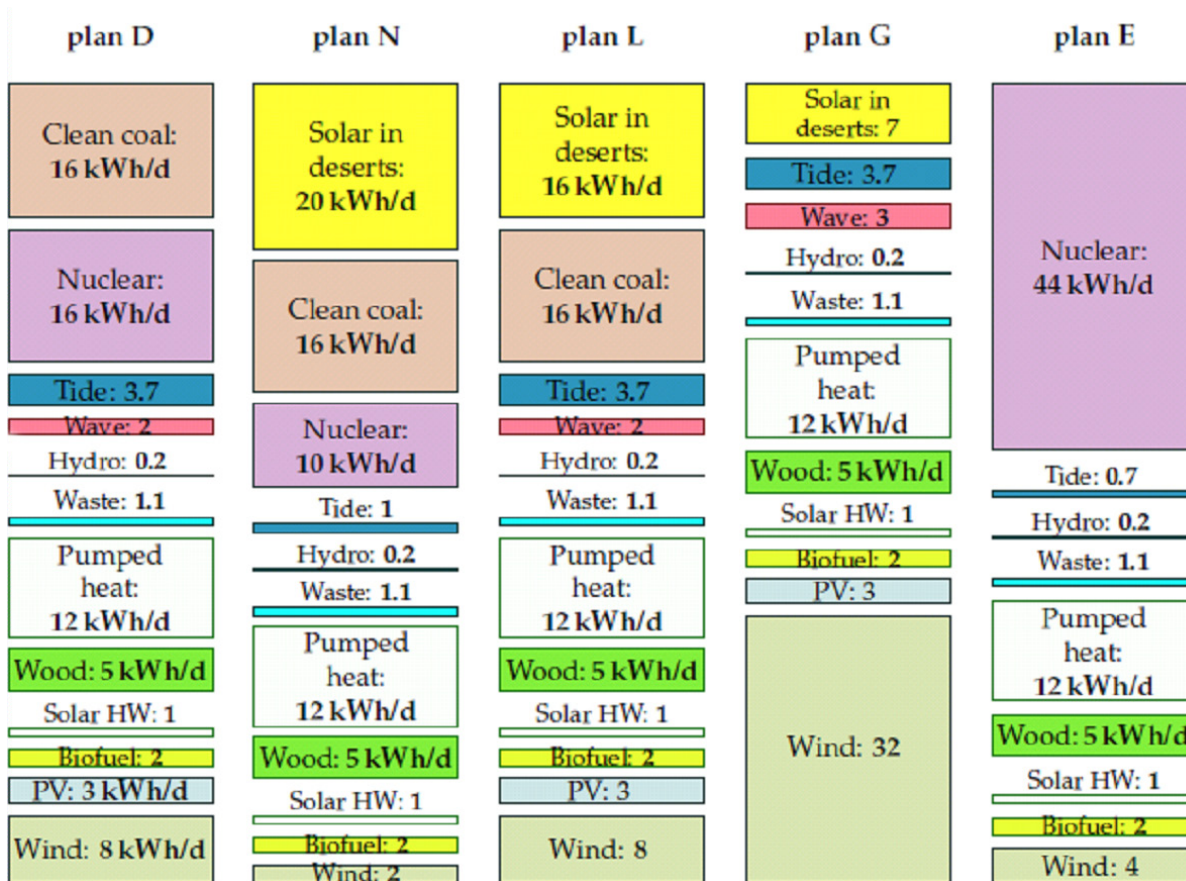 plan D
Clean coal:
16 kWh/d
Nuclear:
16 kWh/d
Tide: 3.7
Wave: 2
Hydro: 0.2
Waste: 1.1
Pumped
heat:
12 kWh/d
Wood: 5 kWh/d
Solar HW: 1
Biofuel: 2
PV: 3 kWh/d
Wind: 8 kWh/d
plan N
Solar in
deserts:
20 kWh/d
Clean coal:
16 kWh/d
Nuclear:
10 kWh/d
Tide: 1
Hydro: 0.2
Waste: 1.1
Pumped
heat:
12 kWh/d
Wood: 5 kWh/d
Solar HW: 1
Biofuel: 2
Wind: 2
plan L
Solar in
deserts:
16 kWh/d
Clean coal:
16 kWh/d
Tide: 3.7
Wave: 2
Hydro: 0.2
Waste: 1.1
Pumped
heat:
12 kWh/d
Wood: 5 kWh/d
Solar HW: 1
Biofuel: 2
PV: 3
Wind: 8
plan G
Solar in
deserts: 7
Tide: 3.7
Wave: 3
Hydro: 0.2
Waste: 1.1
Pumped
heat:
12 kWh/d
Wood: 5 kWh/d
Solar HW: 1
Biofuel: 2
PV: 3
Wind: 32
plan E
Nuclear:
44 kWh/d
Tide: 0.7
Hydro: 0.2
Waste: 1.1
Pumped
heat:
12 kWh/d
Wood: 5 kWh/d
Solar HW: 1
Biofuel: 2
Wind: 4